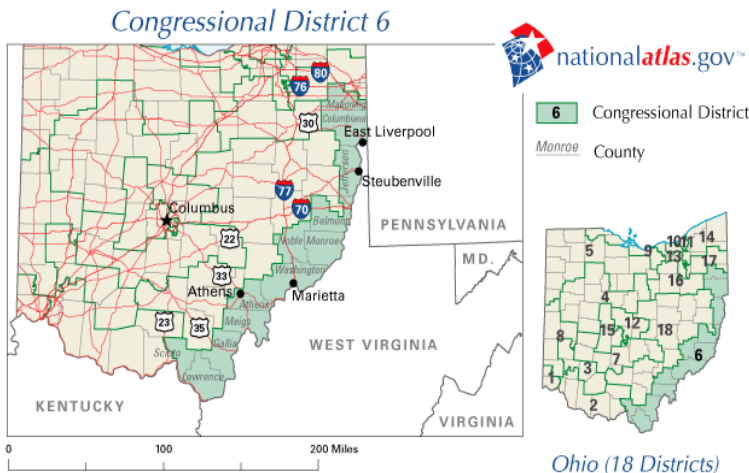 Congressional District 6
nationalatlas.gov™
6 Congressional District
Monroe County
80
76
Mahoning
Columbiana
30
East Liverpool
Jefferson
Steubenville
77
70
Columbus
Belmont
PENNSYLVANIA
22
Noble Monroe
MD.
33
Washington
Athens
Athens
Marietta
Meigs
23
35
Gallia
WEST VIRGINIA
Scioto
Lawrence
KENTUCKY
VIRGINIA
0 100 200 Miles
14
10 11
5
9
13
17
16
4
12
15
18
8
7
6
3
1
2
Ohio (18 Districts)